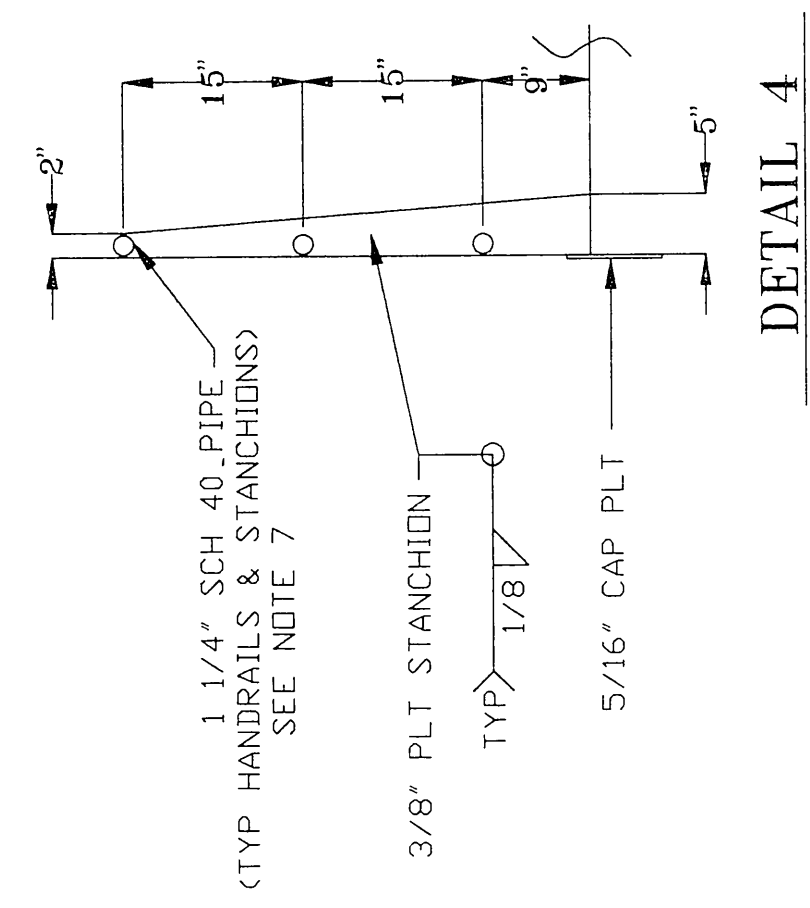 2"
15"
15"
9"
5"
1 1/4" SCH 40 PIPE
(TYP HANDRAILS & STANCHIONS)
SEE NOTE 7
3/8" PLT STANCHION
TYP
1/8
5/16" CAP PLT
DETAIL 4